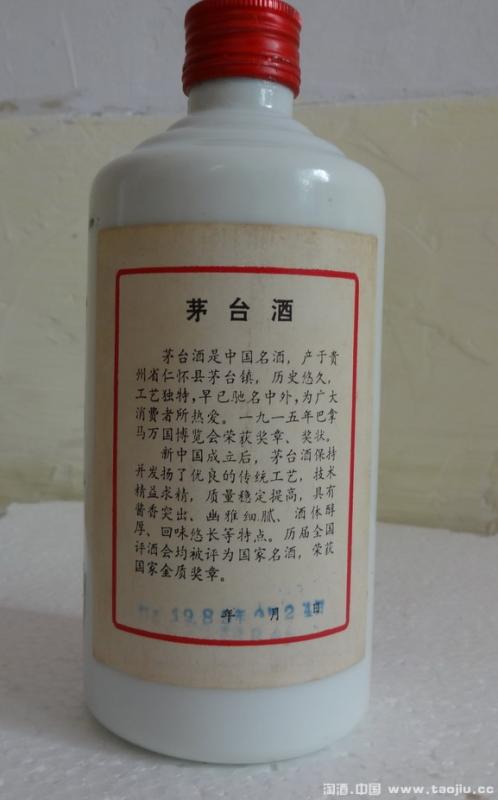 茅台酒
茅台酒是中国名酒，产于贵
州省仁怀县茅台镇，历史悠久，
工艺独特，早已驰名中外，为广大
消费者所热爱。一九一五年巴拿
马万国博览会荣获奖章、奖状。
新中国成立后，茅台酒保持
并发扬了优良的传统工艺，技术
精益求精，质量稳定提高，具有
酱香突出、幽雅细腻、酒体醇
厚、回味悠长等特点。历届全国
评酒会均被评为国家名酒，荣获
国家金质奖章。
年 月 日
淘酒.中国 www.taojiu.cc